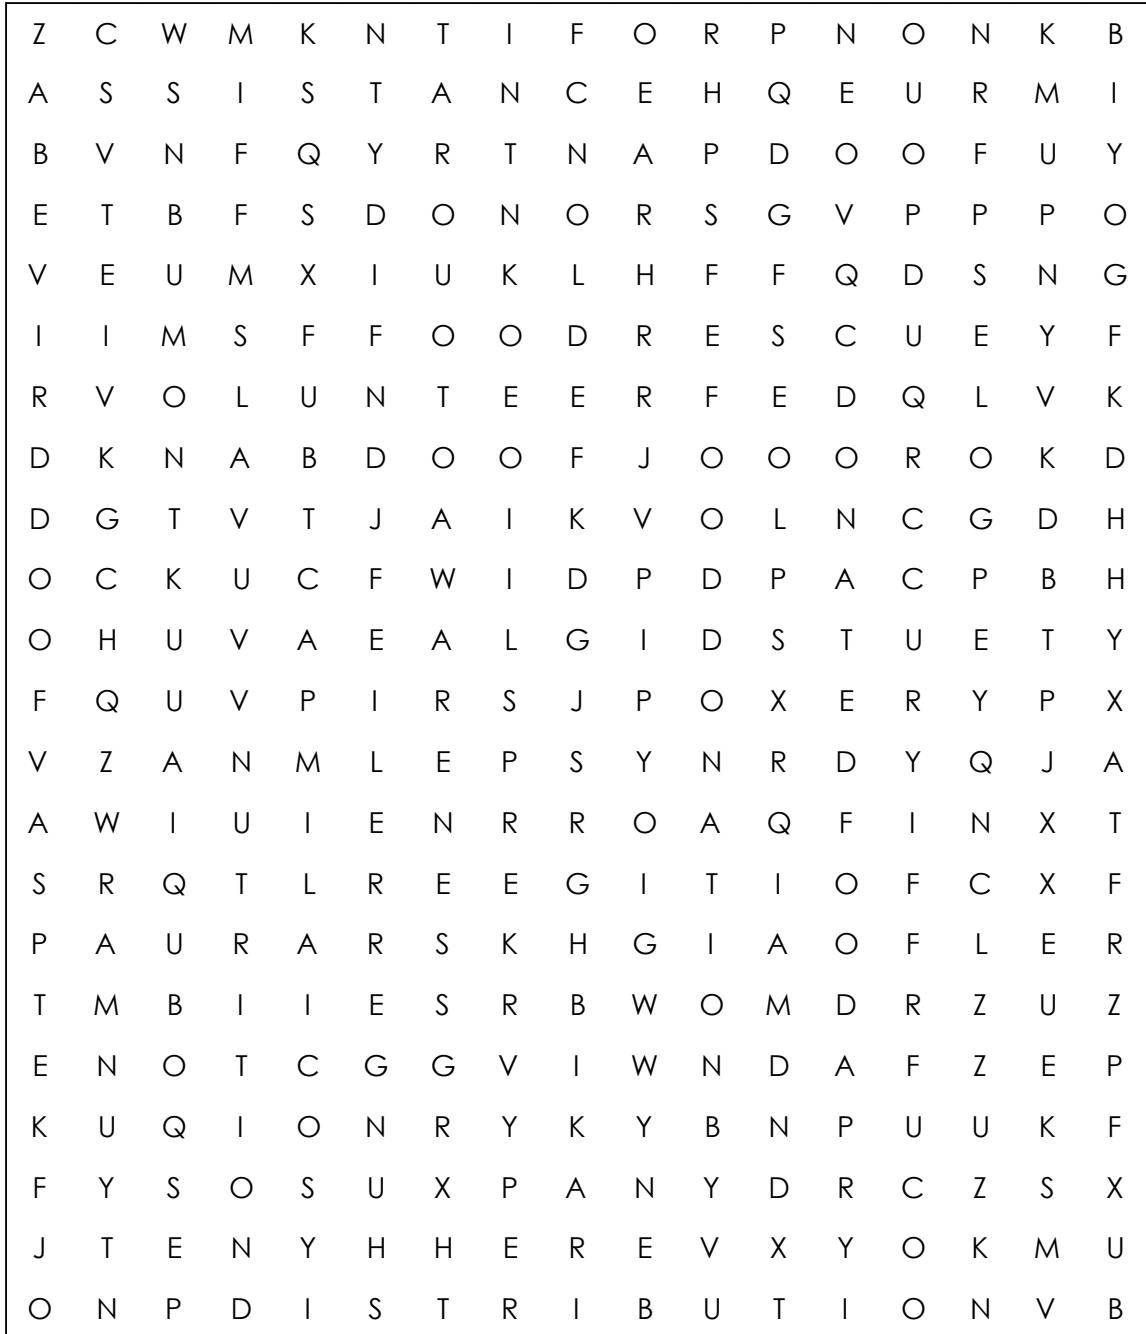 Z C W M K N T I F O R P N O N K B
A S S I S T A N C E H Q E U R M I
B V N F Q Y R T N A P D O O F U Y
E T B F S D O N O R S G V P P P O
V E U M X I U K L H F F Q D S N G
I I M S F F O O D R E S C U E Y F
R V O L U N T E E R F E D Q L V K
D K N A B D O O F J O O O R O K D
D G T V T J A I K V O L N C G D H
O C K U C F W I D P D P A C P B H
O H U V A E A L G I D S T U E T Y
F Q U V P I R S J P O X E R Y P X
V Z A N M L E P S Y N R D Y Q J A
A W I U I E N R R O A Q F I N X T
S R Q T L R E E G I T I O F C X F
P A U R A R S K H G I A O F L E R
T M B I I E S R B W O M D R Z U Z
E N O T C G G V I W N D A F Z E P
K U Q I O N R Y K Y B N P U U K F
F Y S O S U X P A N Y D R C Z S X
J T E N Y H H E R E V X Y O K M U
O N P D I S T R I B U T I O N V B